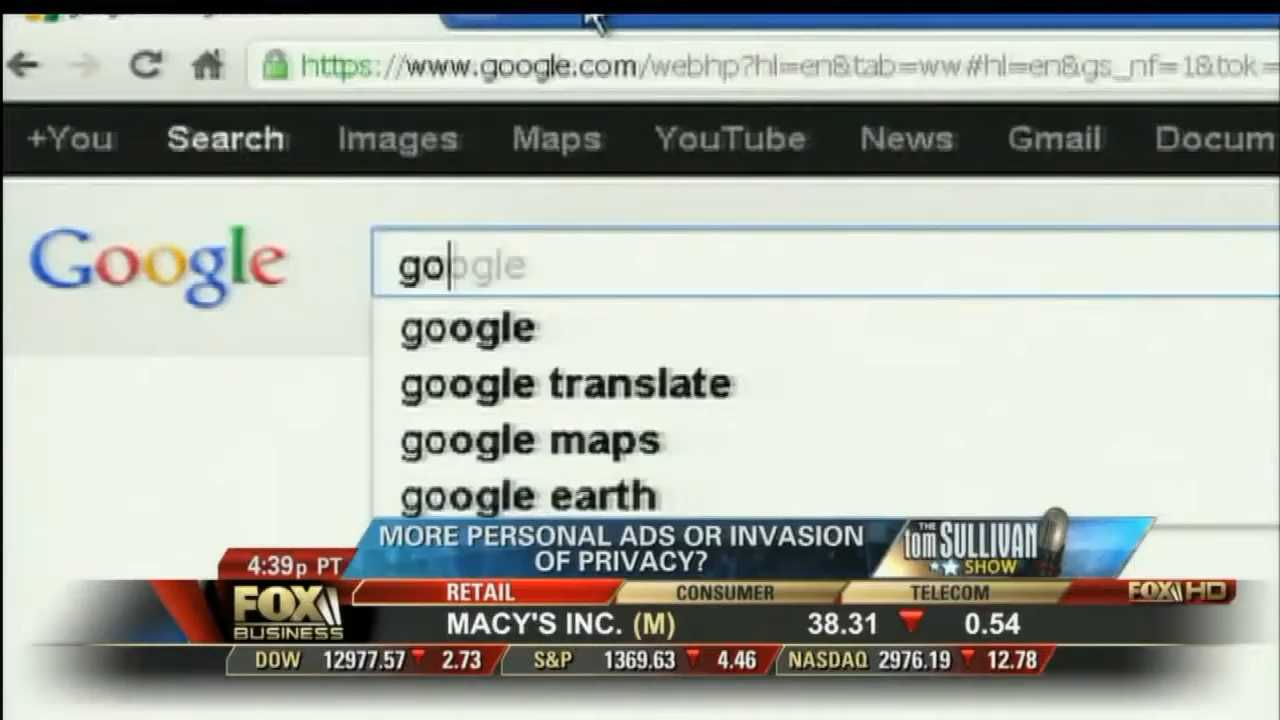 https://www.google.com/webhp?hl=en&tab=ww#hl=en&gs_nf=1&tok=
+You Search Images Maps YouTube News Gmail Docum
Google
google
google
google translate
google maps
google earth
MORE PERSONAL ADS OR INVASION
OF PRIVACY?
THE
tom SULLIVAN
SHOW
4:39p PT
RETAIL CONSUMER TELECOM FOX HD
FOX
BUSINESS
MACY'S INC. (M) 38.31 ▼ 0.54
DOW 12977.57 ▼ 2.73 S&P 1369.63 ▼ 4.46 NASDAQ 2976.19 ▼ 12.78